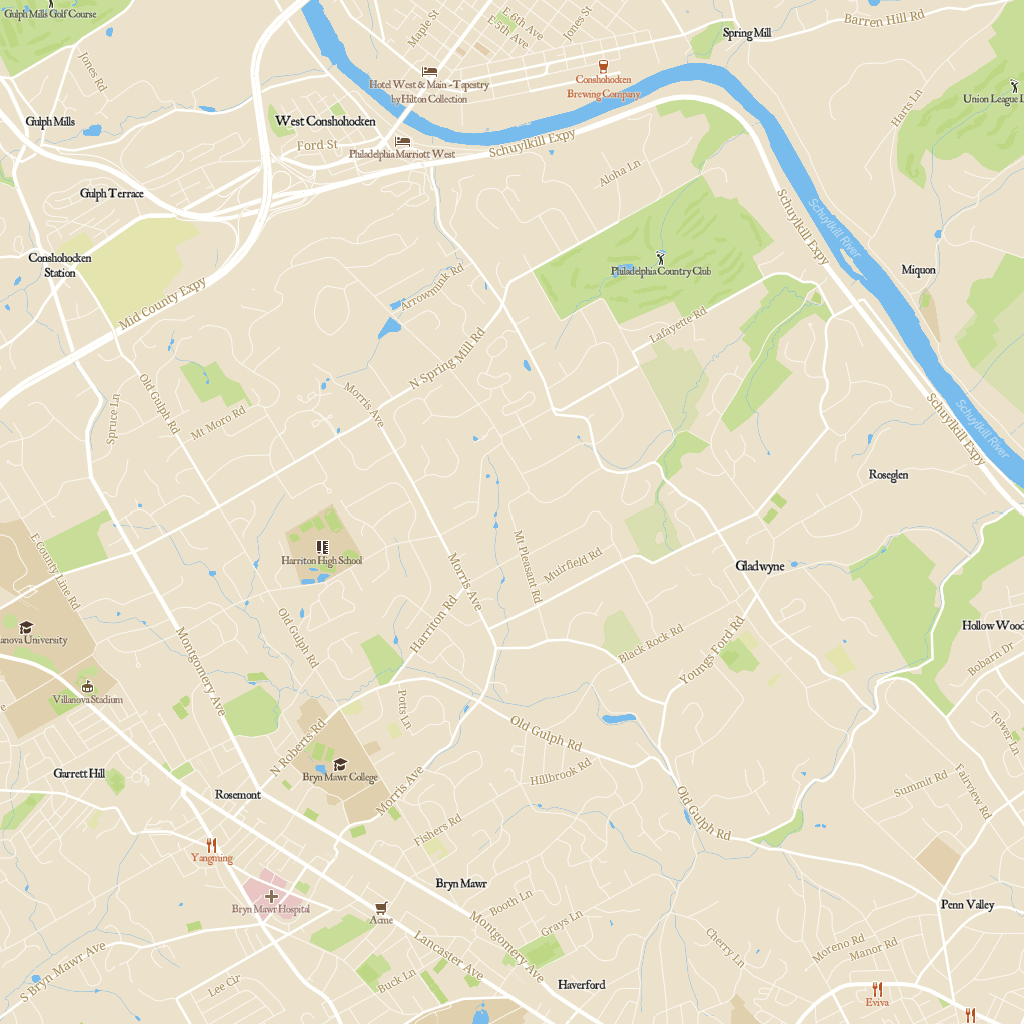 Gulph Mills Golf Course
Maple St
E 6th Ave
E 5th Ave
Jones St
Barren Hill Rd
Spring Mill
Jones Rd
Hotel West & Main - Tapestry
by Hilton Collection
Conshohocken
Brewing Company
Union League L
Harts Ln
Gulph Mills
West Conshohocken
Ford St
Philadelphia Marriott West
Schuylkill Expy
Aloha Ln
Gulph Terrace
Schuylkill Expy
Schuylkill River
Conshohocken
Station
Philadelphia Country Club
Miquon
Mid County Expy
Arrowmink Rd
Lafayette Rd
N Spring Mill Rd
Old Gulph Rd
Spruce Ln
Mt Moro Rd
Morris Ave
Schuylkill Expy
Schuylkill River
Roseglen
E County Line Rd
Harriton High School
Mt Pleasant Rd
Muirfield Rd
Morris Ave
Gladwyne
Harriton Rd
Old Gulph Rd
anova University
Montgomery Ave
Black Rock Rd
Youngs Ford Rd
Hollow Wood
Bobarn Dr
Villanova Stadium
Potts Ln
Old Gulph Rd
Tower Ln
N Roberts Rd
Garrett Hill
Bryn Mawr College
Hillbrook Rd
Summit Rd
Fairview Rd
Rosemont
Morris Ave
Fishers Rd
Old Gulph Rd
Yangming
Bryn Mawr
Bryn Mawr Hospital
Acme
Booth Ln
Grays Ln
Penn Valley
Montgomery Ave
Lancaster Ave
Cherry Ln
Moreno Rd
Manor Rd
S Bryn Mawr Ave
Lee Cir
Buck Ln
Haverford
Eviva